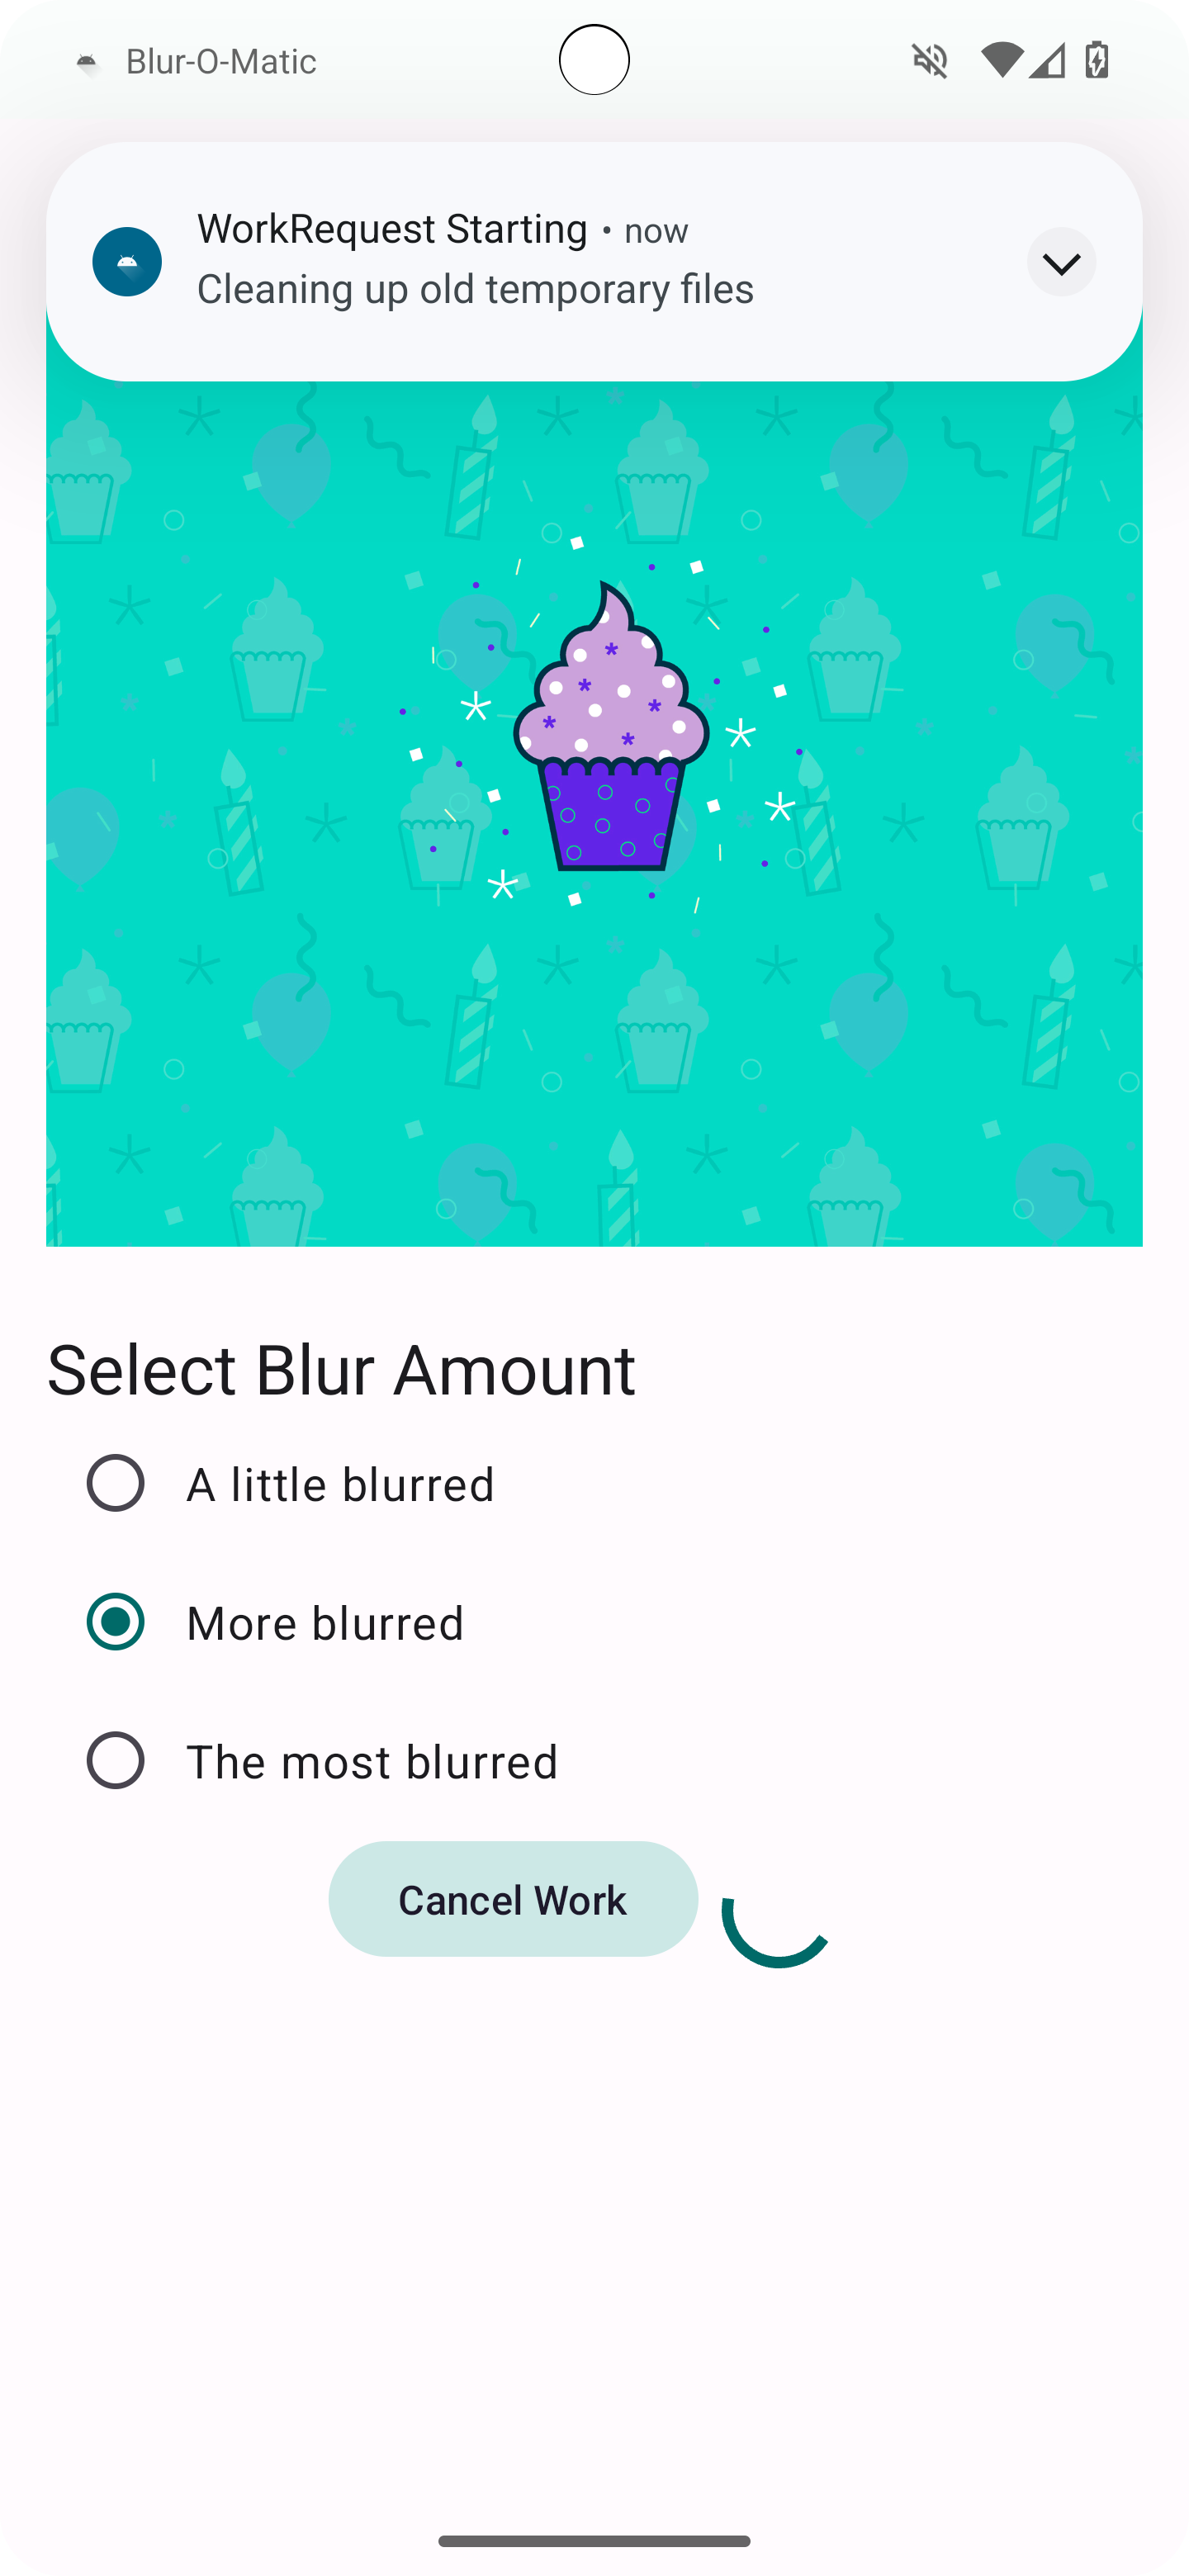 Blur-O-Matic
WorkRequest Starting • now
Cleaning up old temporary files
Select Blur Amount
A little blurred
More blurred
The most blurred
Cancel Work